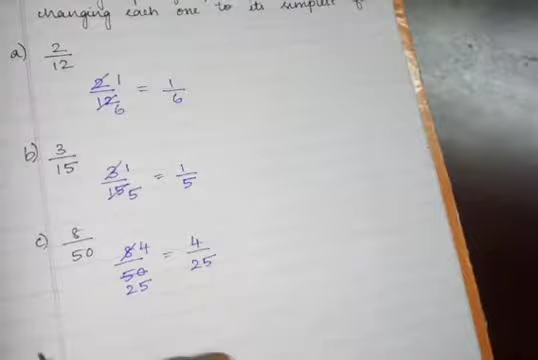 changing each one to its simplest f
a) 2/12
2/12 1 6 = 1/6
b) 3/15
3/15 1 5 = 1/5
c) 8/50
8/50 4 25 = 4/25